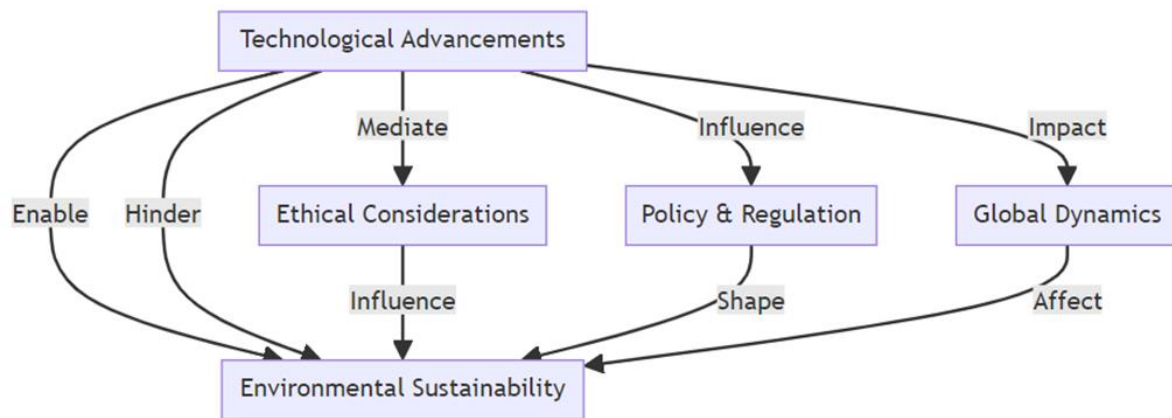 Technological Advancements
Mediate
Influence
Impact
Enable
Hinder
Ethical Considerations
Policy & Regulation
Global Dynamics
Influence
Shape
Affect
Environmental Sustainability